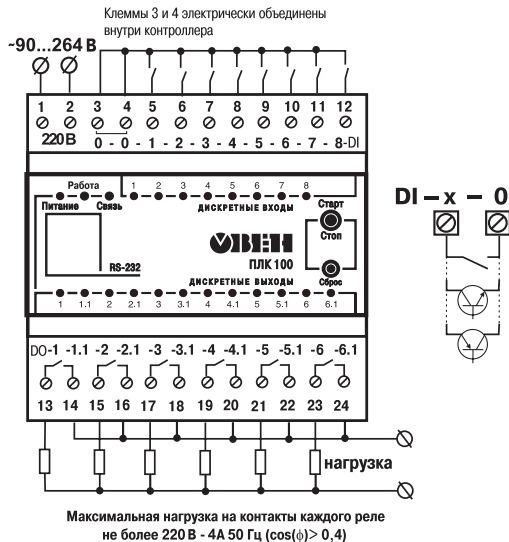 Клеммы 3 и 4 электрически объединены
внутри контроллера
~90...264 В
1 2 3 4 5 6 7 8 9 10 11 12
220 В 0 - 0 - 1 - 2 - 3 - 4 - 5 - 6 - 7 - 8-DI
Работа
Питание Связь
1 2 3 4 5 6 7 8
ДИСКРЕТНЫЕ ВХОДЫ
Старт
Стоп
ОВЕН
ПЛК 100
RS-232
ДИСКРЕТНЫЕ ВЫХОДЫ
Сброс
1 1.1 2 2.1 3 3.1 4 4.1 5 5.1 6 6.1
DO-1 -1.1 -2 -2.1 -3 -3.1 -4 -4.1 -5 -5.1 -6 -6.1
13 14 15 16 17 18 19 20 21 22 23 24
нагрузка
DI – x – 0
Максимальная нагрузка на контакты каждого реле
не более 220 В - 4А 50 Гц (cos(ϕ)> 0,4)